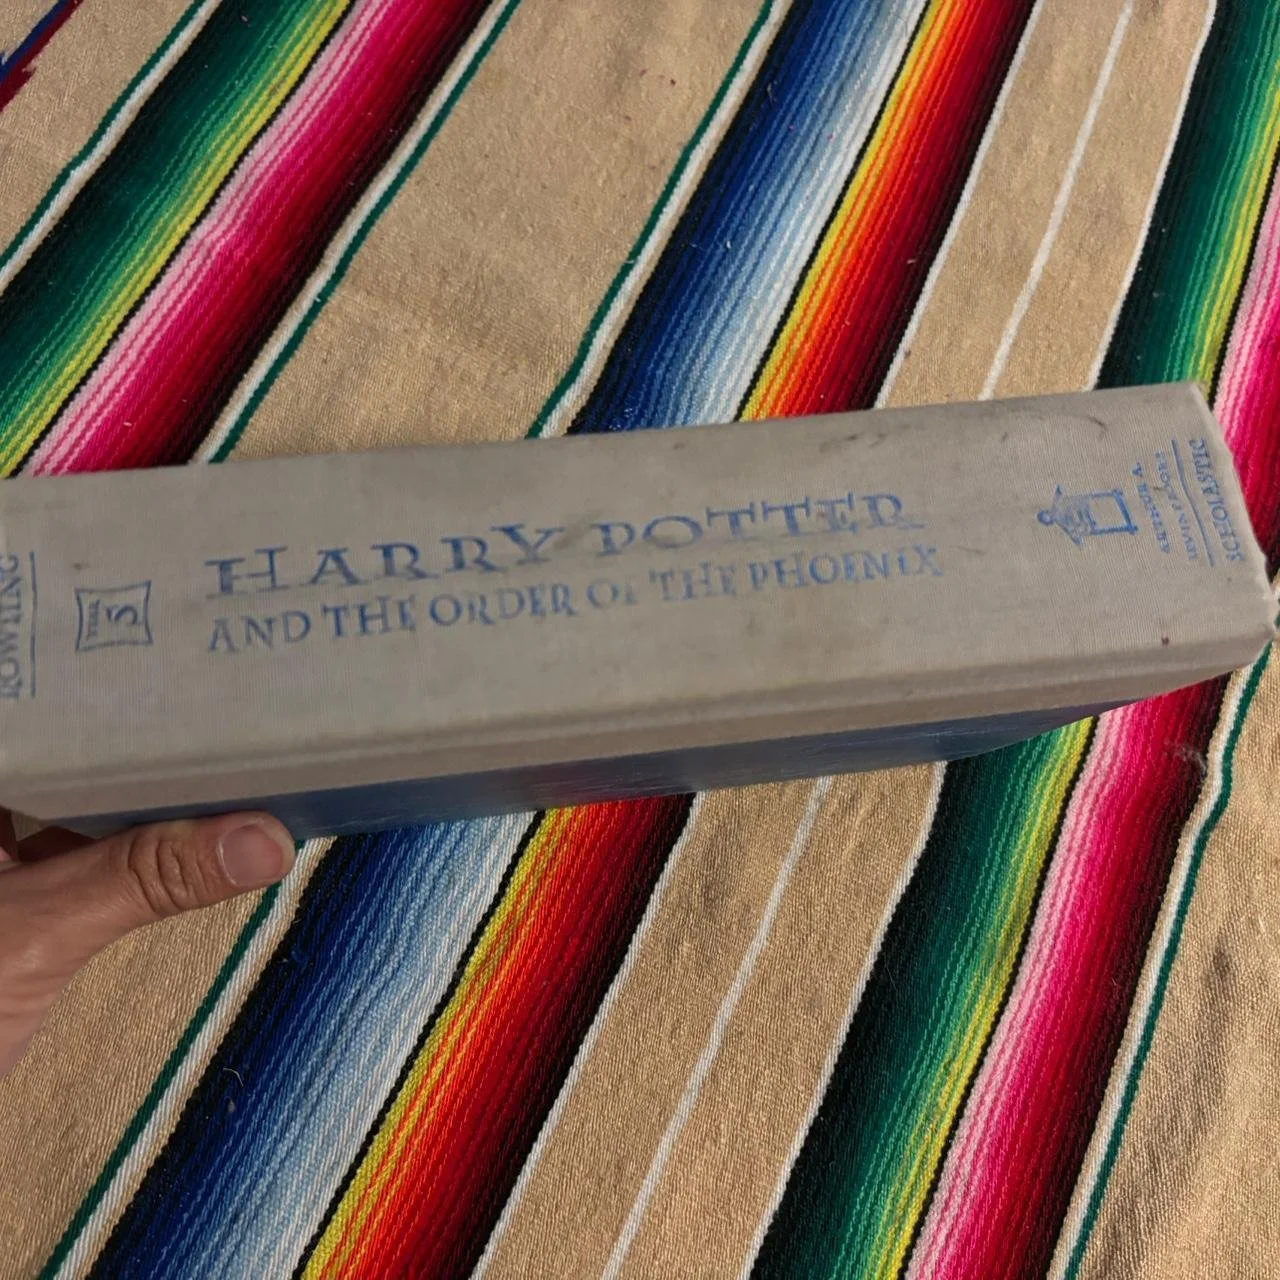 ROWLING
YEAR
5
HARRY POTTER
AND THE ORDER OF THE PHOENIX
ARTHUR A.
LEVINE BOOKS
SCHOLASTIC